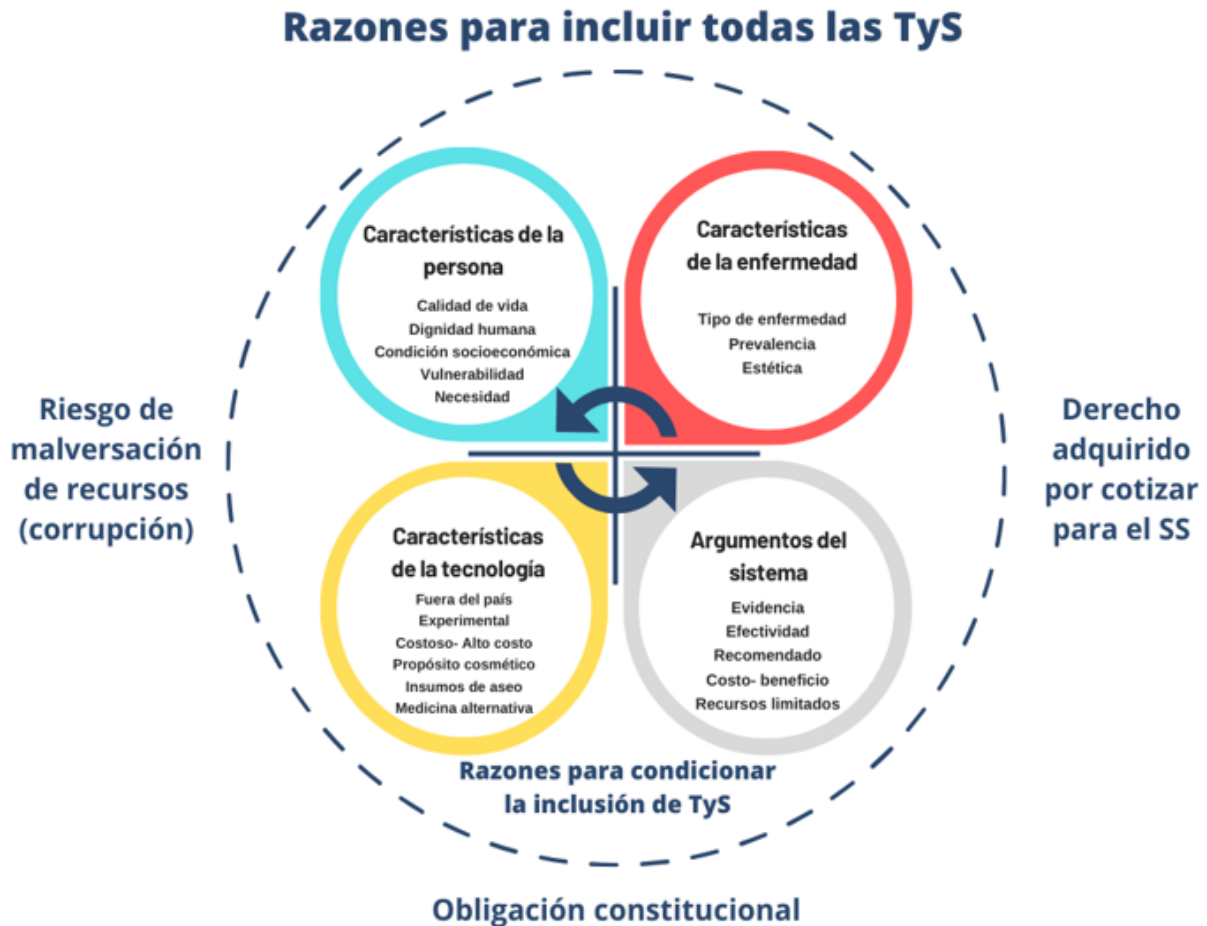 Razones para incluir todas las TyS
Características de la
persona
Calidad de vida
Dignidad humana
Condición socioeconómica
Vulnerabilidad
Necesidad
Características
de la enfermedad
Tipo de enfermedad
Prevalencia
Estética
Riesgo de
malversación
de recursos
(corrupción)
Derecho
adquirido
por cotizar
para el SS
Características
de la tecnología
Fuera del país
Experimental
Costoso- Alto costo
Propósito cosmético
Insumos de aseo
Medicina alternativa
Argumentos del
sistema
Evidencia
Efectividad
Recomendado
Costo- beneficio
Recursos limitados
Razones para condicionar
la inclusión de TyS
Obligación constitucional